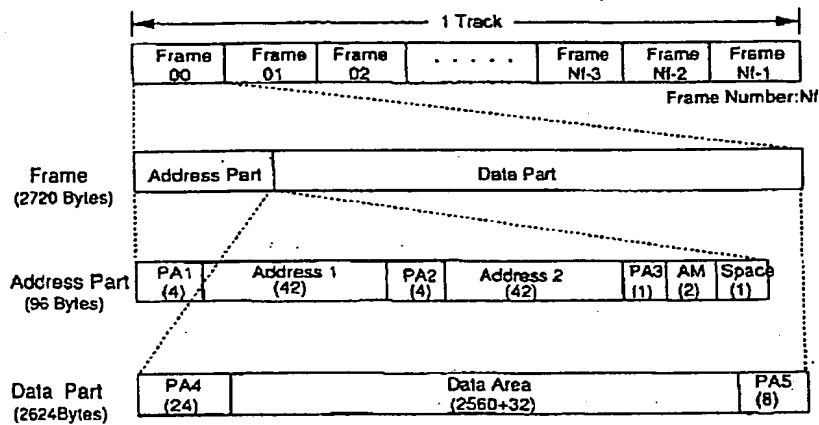 1 Track
Frame 00 Frame 01 Frame 02 ..... Frame Nf-3 Frame Nf-2 Frame Nf-1
Frame Number:Nf
Frame (2720 Bytes) Address Part Data Part
Address Part (96 Bytes) PA1 (4) Address 1 (42) PA2 (4) Address 2 (42) PA3 (1) AM (2) Space (1)
Data Part (2624Bytes) PA4 (24) Data Area (2560+32) PA5 (8)